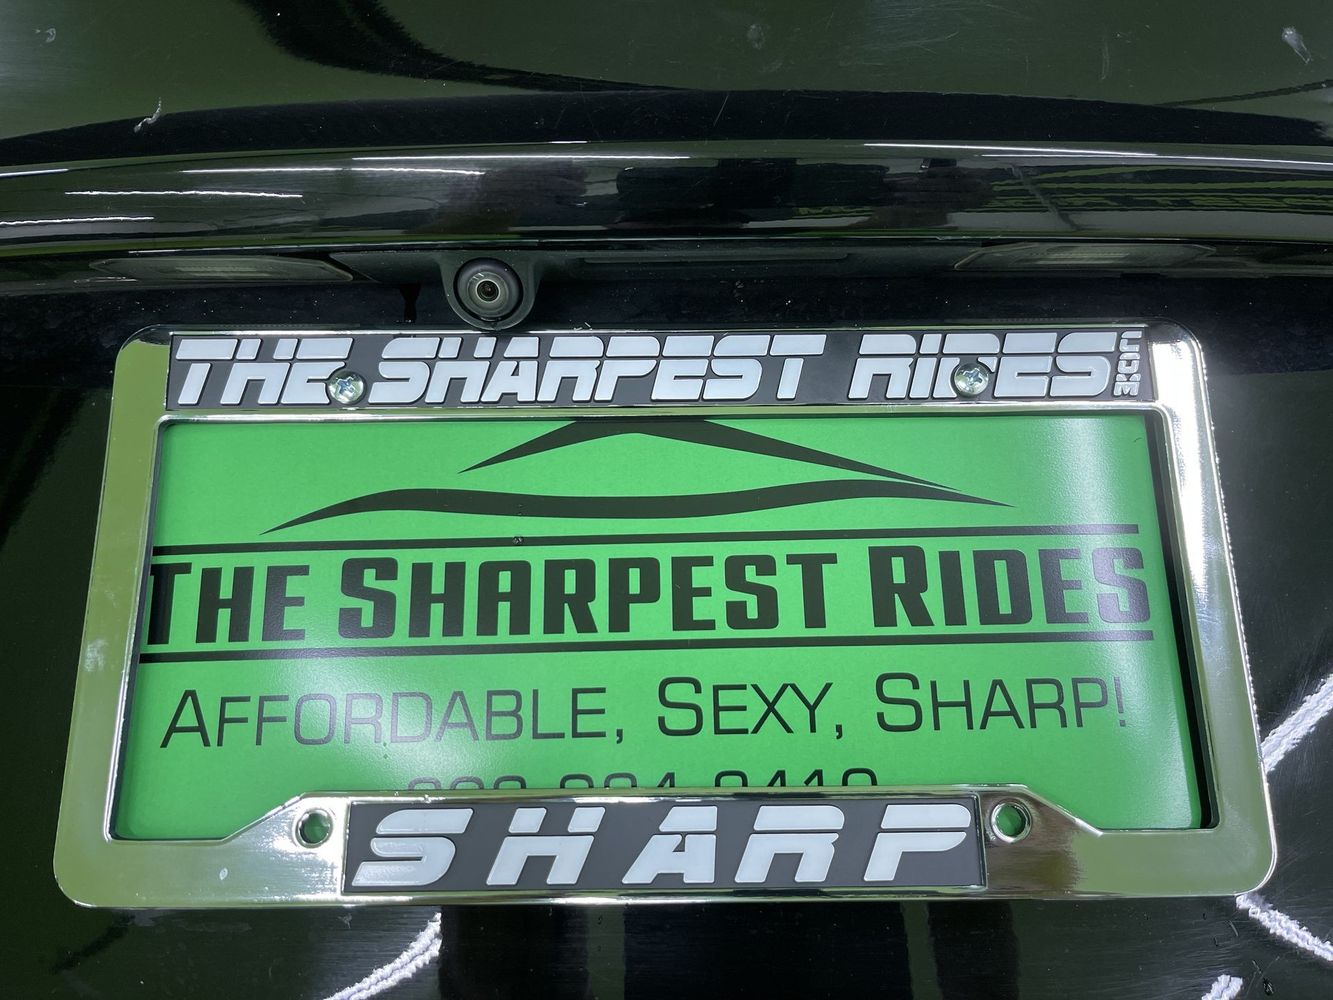 THE SHARPEST RIDES.COM
THE SHARPEST RIDES
AFFORDABLE, SEXY, SHARP!
SHARP